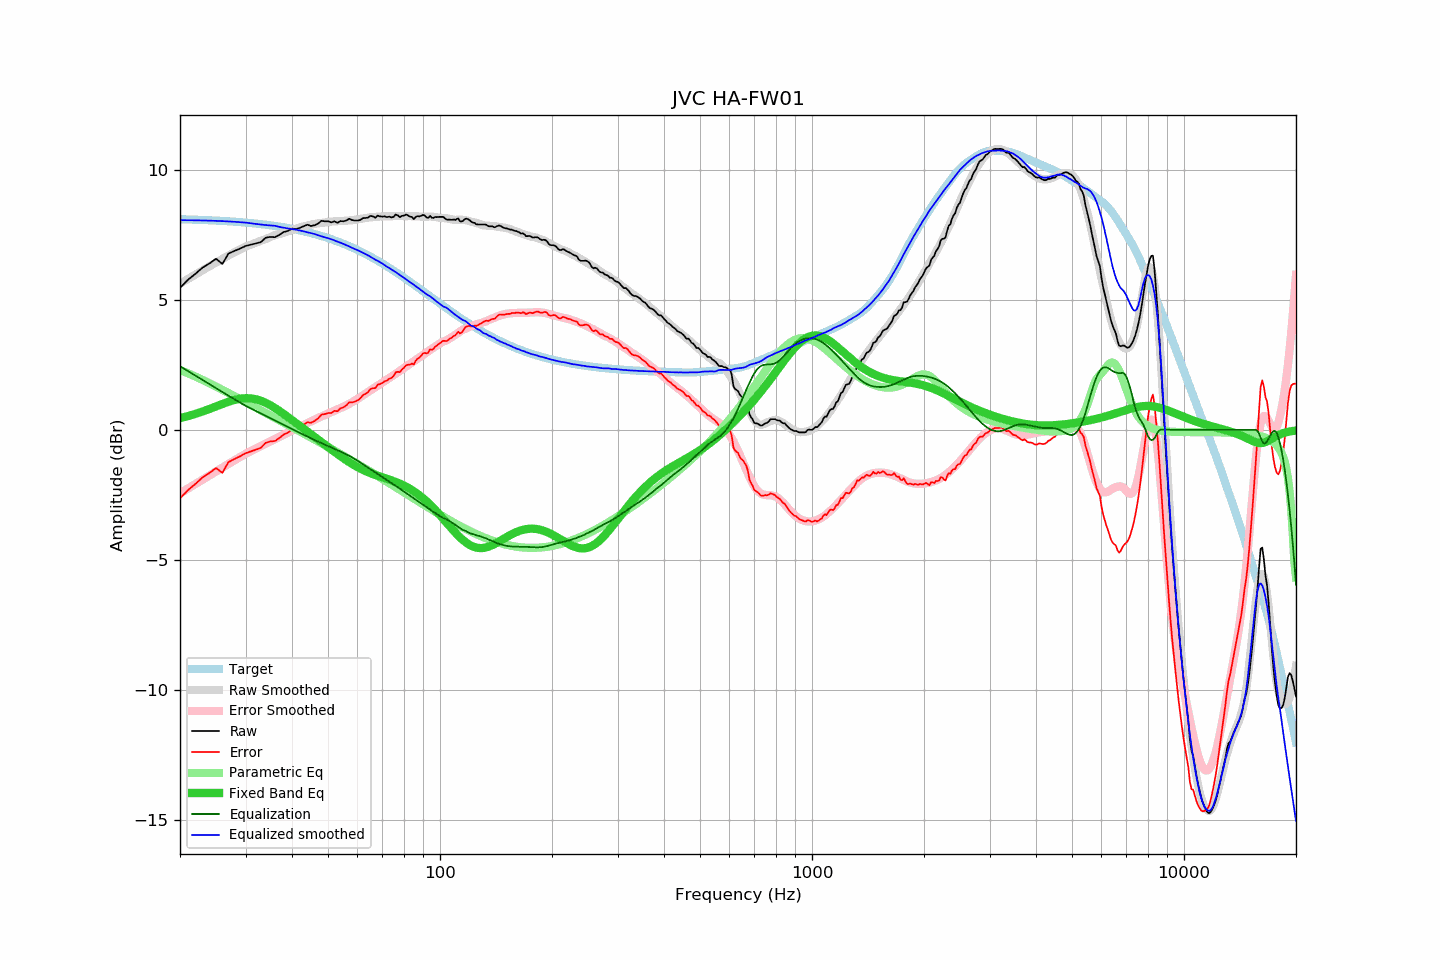 JVC HA-FW01
Amplitude (dBr)
10
5
0
−5
−10
−15
Target
Raw Smoothed
Error Smoothed
Raw
Error
Parametric Eq
Fixed Band Eq
Equalization
Equalized smoothed
100 1000 10000
Frequency (Hz)